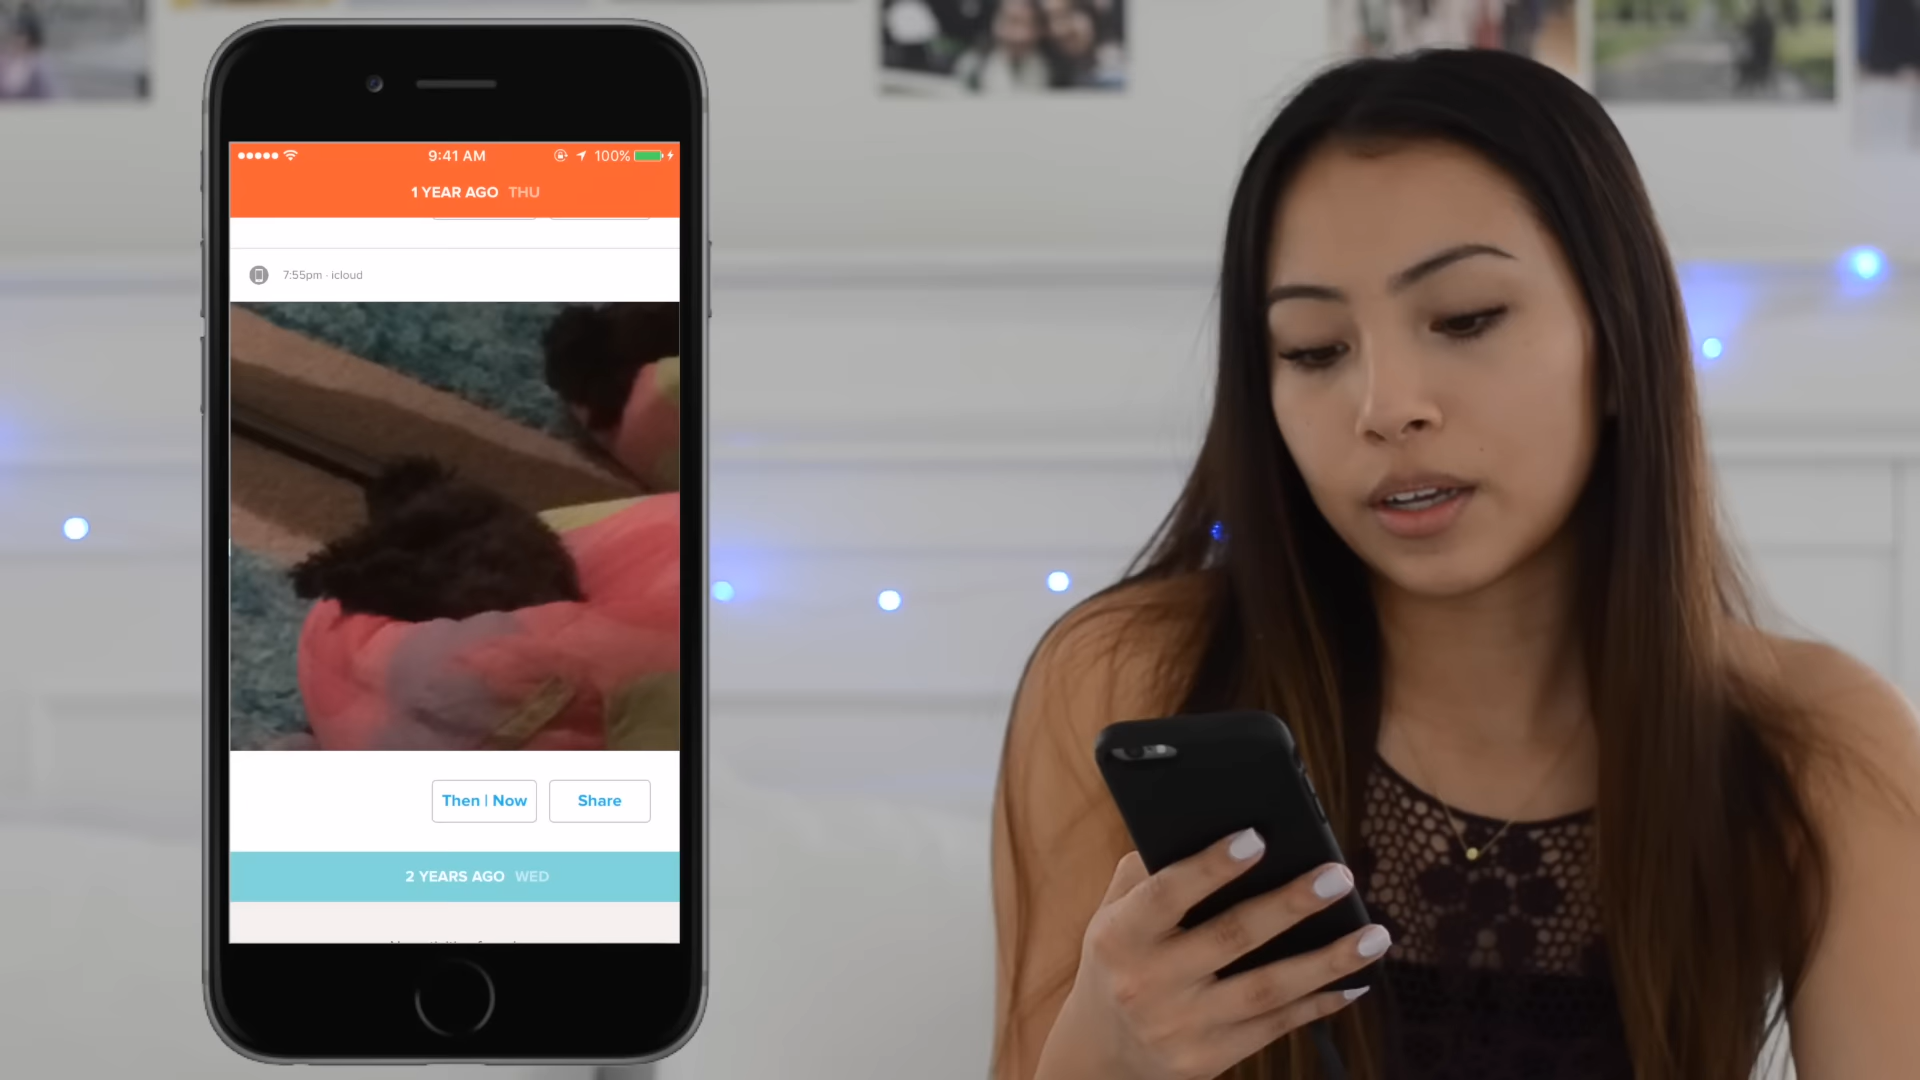 9:41 AM 100%
1 YEAR AGO THU
7:55pm · icloud
Then | Now
Share
2 YEARS AGO WED